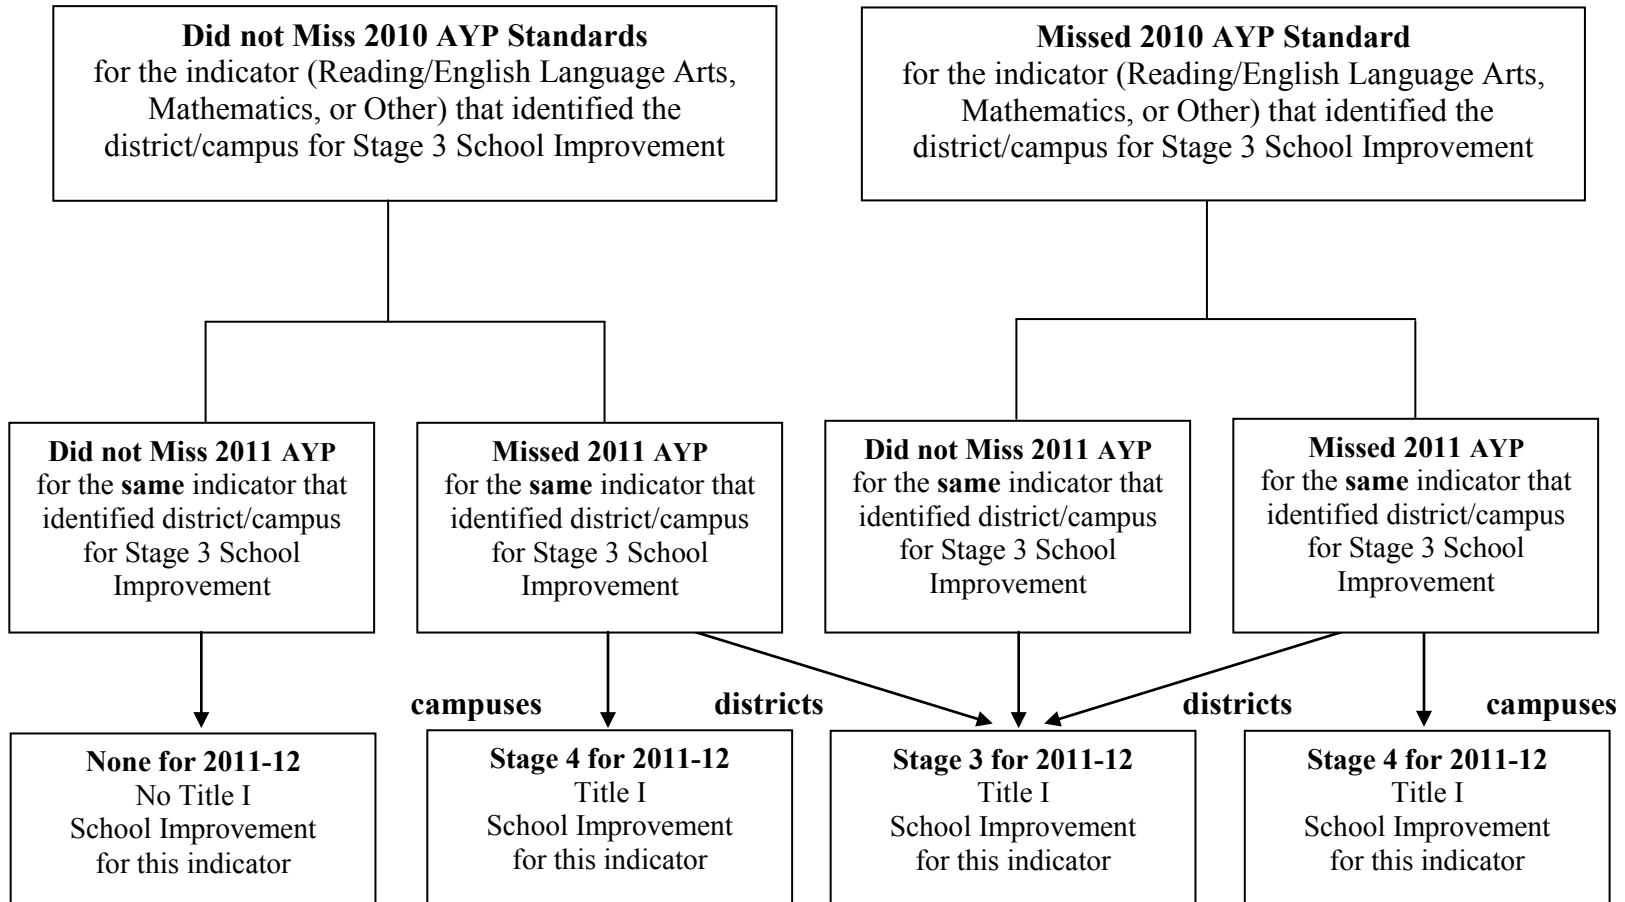 Did not Miss 2010 AYP Standards
for the indicator (Reading/English Language Arts,
Mathematics, or Other) that identified the
district/campus for Stage 3 School Improvement
Missed 2010 AYP Standard
for the indicator (Reading/English Language Arts,
Mathematics, or Other) that identified the
district/campus for Stage 3 School Improvement
Did not Miss 2011 AYP
for the same indicator that
identified district/campus
for Stage 3 School
Improvement
Missed 2011 AYP
for the same indicator that
identified district/campus
for Stage 3 School
Improvement
Did not Miss 2011 AYP
for the same indicator that
identified district/campus
for Stage 3 School
Improvement
Missed 2011 AYP
for the same indicator that
identified district/campus
for Stage 3 School
Improvement
campuses
districts
districts
campuses
None for 2011-12
No Title I
School Improvement
for this indicator
Stage 4 for 2011-12
Title I
School Improvement
for this indicator
Stage 3 for 2011-12
Title I
School Improvement
for this indicator
Stage 4 for 2011-12
Title I
School Improvement
for this indicator